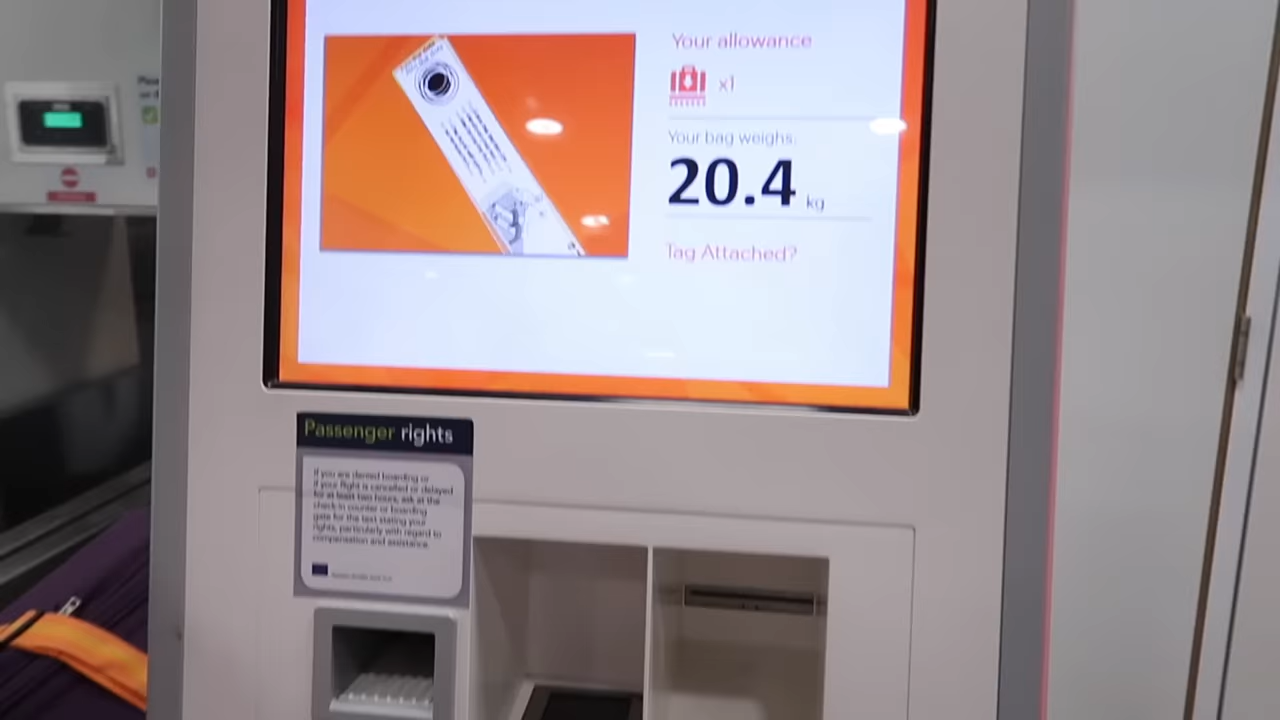 Your allowance
x1
Your bag weighs:
20.4 kg
Tag Attached?
Passenger rights
If you are denied boarding or
if your flight is cancelled or delayed
for at least two hours, ask at the
check-in counter or boarding
gate for the text stating your
rights, particularly with regard to
compensation and assistance.